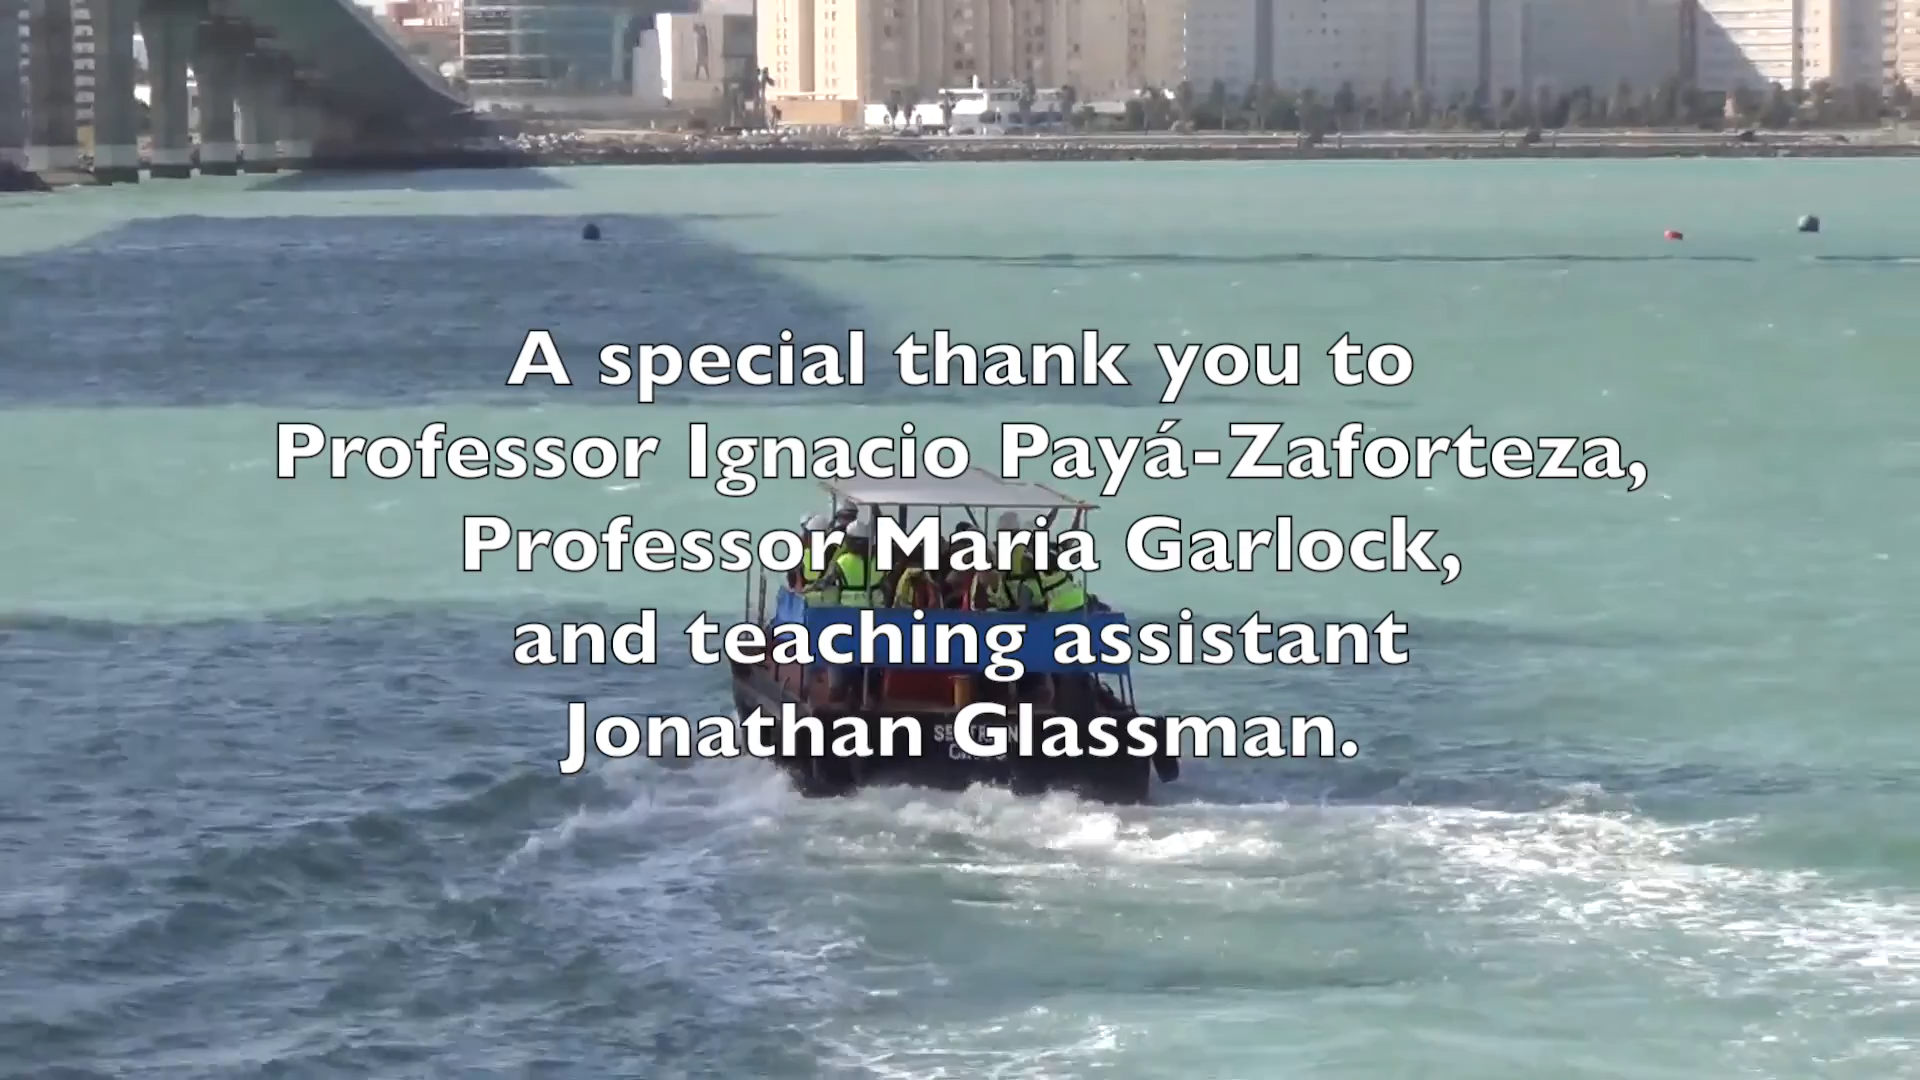 A special thank you to
Professor Ignacio Payá-Zaforteza,
Professor Maria Garlock,
and teaching assistant
Jonathan Glassman.